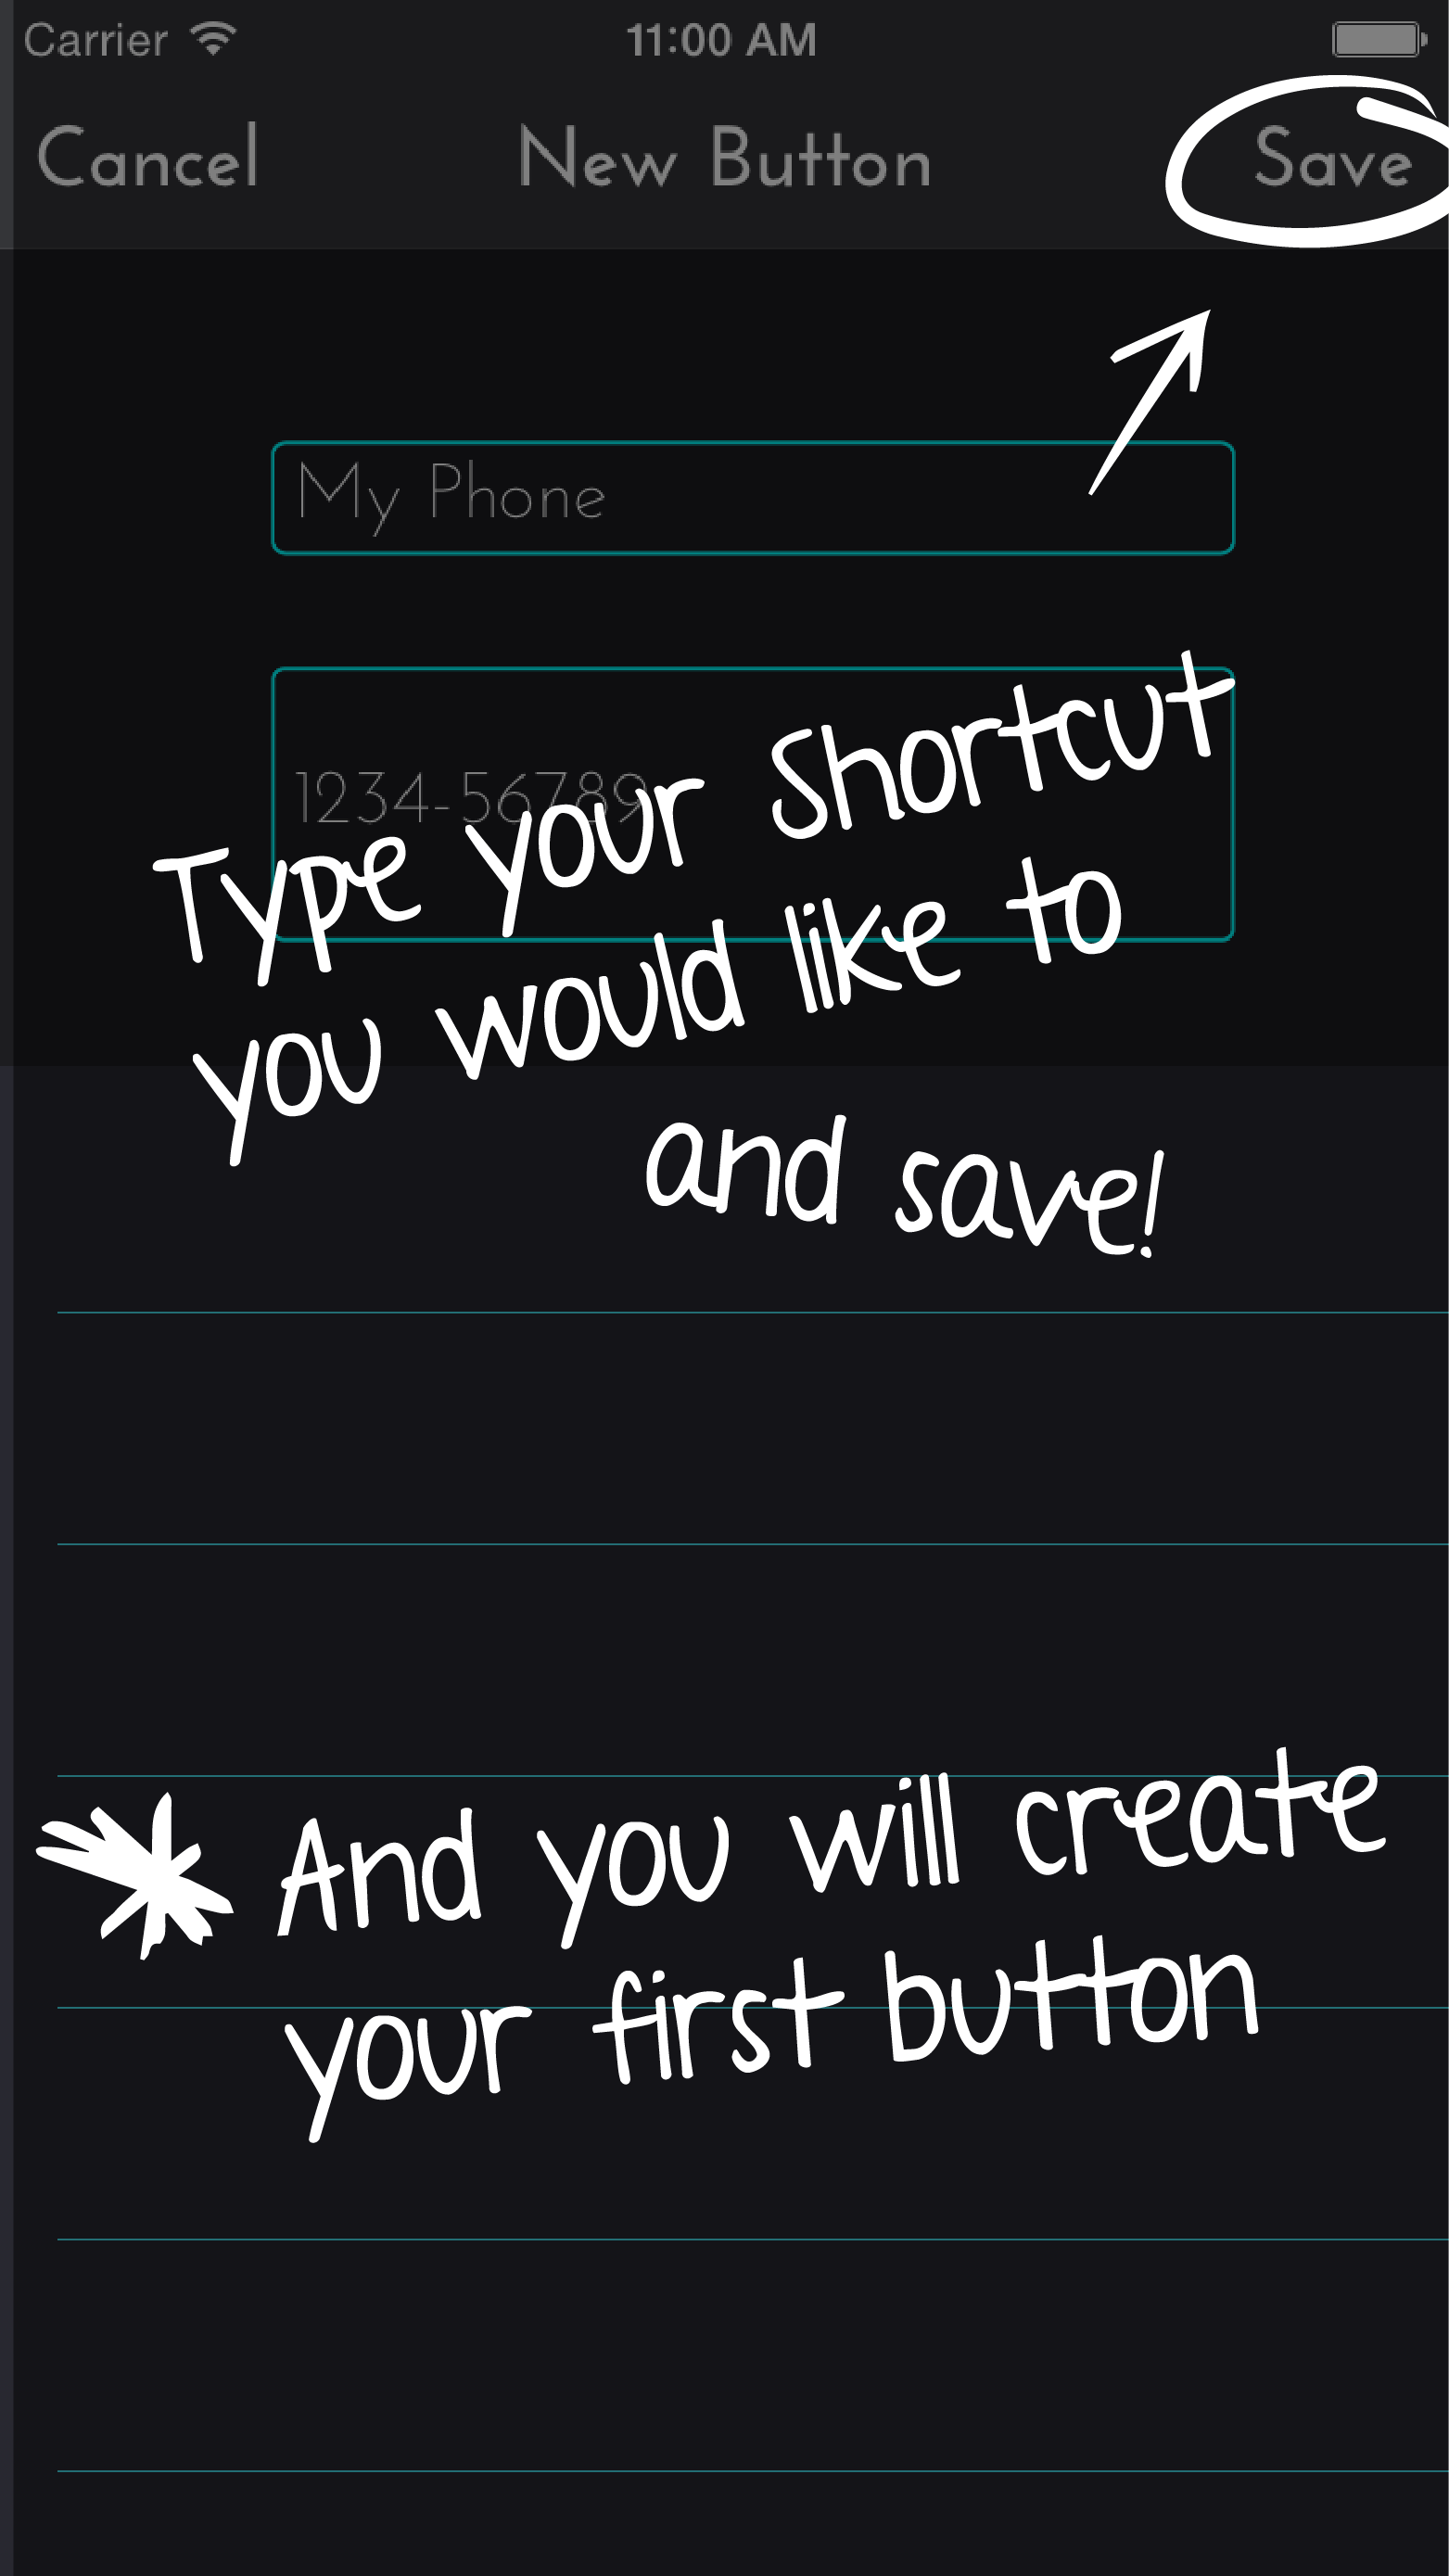 Carrier 11:00 AM
Cancel New Button Save
My Phone
1234-56789
Type your Shortcut
you would like to
and save!
And you will create
your first button